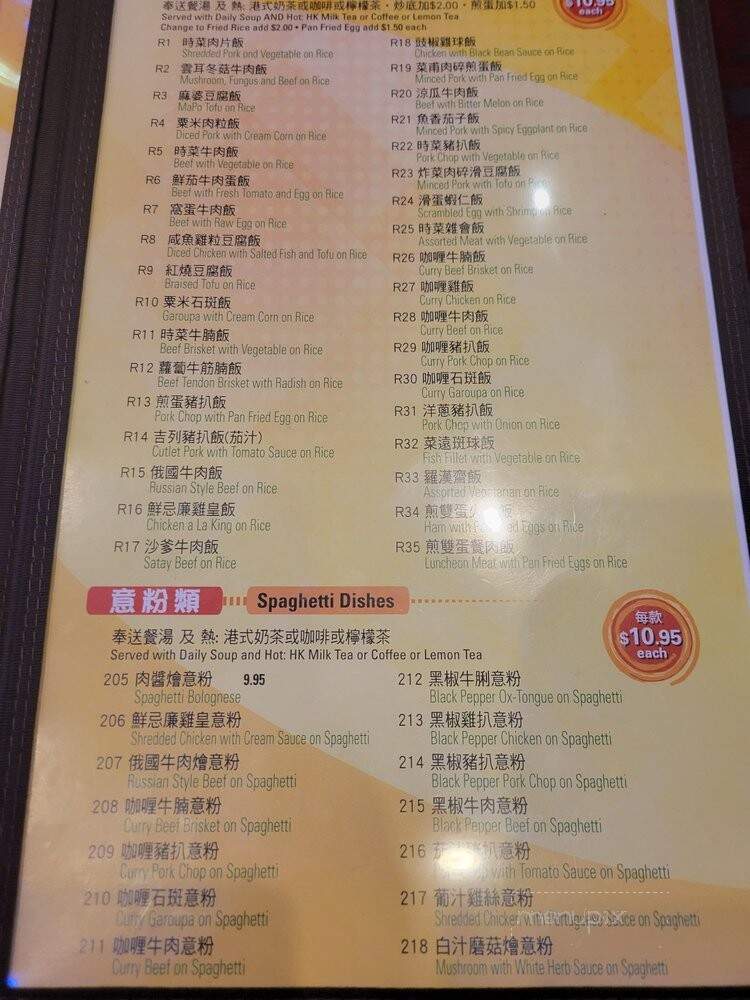 奉送餐湯 及 熱: 港式奶茶或咖啡或檸檬茶・炒底加$2.00・煎蛋加$1.50
Served with Daily Soup AND Hot: HK Milk Tea or Coffee or Lemon Tea
Change to Fried Rice add $2.00 • Pan Fried Egg add $1.50 each
$10.95
each
R1 時菜肉片飯
Shredded Pork and Vegetable on Rice
R2 雲耳冬菇牛肉飯
Mushroom, Fungus and Beef on Rice
R3 麻婆豆腐飯
MaPo Tofu on Rice
R4 粟米肉粒飯
Diced Pork with Cream Corn on Rice
R5 時菜牛肉飯
Beef with Vegetable on Rice
R6 鮮茄牛肉蛋飯
Beef with Fresh Tomato and Egg on Rice
R7 窩蛋牛肉飯
Beef with Raw Egg on Rice
R8 咸魚雞粒豆腐飯
Diced Chicken with Salted Fish and Tofu on Rice
R9 紅燒豆腐飯
Braised Tofu on Rice
R10 粟米石斑飯
Garoupa with Cream Corn on Rice
R11 時菜牛腩飯
Beef Brisket with Vegetable on Rice
R12 蘿蔔牛筋腩飯
Beef Tendon Brisket with Radish on Rice
R13 煎蛋豬扒飯
Pork Chop with Pan Fried Egg on Rice
R14 吉列豬扒飯(茄汁)
Cutlet Pork with Tomato Sauce on Rice
R15 俄國牛肉飯
Russian Style Beef on Rice
R16 鮮忌廉雞皇飯
Chicken a La King on Rice
R17 沙爹牛肉飯
Satay Beef on Rice
R18 豉椒雞球飯
Chicken with Black Bean Sauce on Rice
R19 菜甫肉碎煎蛋飯
Minced Pork with Pan Fried Egg on Rice
R20 涼瓜牛肉飯
Beef with Bitter Melon on Rice
R21 魚香茄子飯
Minced Pork with Spicy Eggplant on Rice
R22 時菜豬扒飯
Pork Chop with Vegetable on Rice
R23 炸菜肉碎滑豆腐飯
Minced Pork with Tofu on Rice
R24 滑蛋蝦仁飯
Scrambled Egg with Shrimp on Rice
R25 時菜雜會飯
Assorted Meat with Vegetable on Rice
R26 咖喱牛腩飯
Curry Beef Brisket on Rice
R27 咖喱雞飯
Curry Chicken on Rice
R28 咖喱牛肉飯
Curry Beef on Rice
R29 咖喱豬扒飯
Curry Pork Chop on Rice
R30 咖喱石斑飯
Curry Garoupa on Rice
R31 洋蔥豬扒飯
Pork Chop with Onion on Rice
R32 菜遠斑球飯
Fish Fillet with Vegetable on Rice
R33 羅漢齋飯
Assorted Vegetarian on Rice
R34 煎雙蛋
Ham with Fried Eggs on Rice
R35 煎雙蛋餐肉飯
Luncheon Meat with Pan Fried Eggs on Rice
意粉類 Spaghetti Dishes
奉送餐湯 及 熱: 港式奶茶或咖啡或檸檬茶
Served with Daily Soup and Hot: HK Milk Tea or Coffee or Lemon Tea
每款
$10.95
each
205 肉醬燴意粉 9.95
Spaghetti Bolognese
206 鮮忌廉雞皇意粉
Shredded Chicken with Cream Sauce on Spaghetti
207 俄國牛肉燴意粉
Russian Style Beef on Spaghetti
208 咖喱牛腩意粉
Curry Beef Brisket on Spaghetti
209 咖喱豬扒意粉
Curry Pork Chop on Spaghetti
210 咖喱石斑意粉
Curry Garoupa on Spaghetti
211 咖喱牛肉意粉
Curry Beef on Spaghetti
212 黑椒牛脷意粉
Black Pepper Ox-Tongue on Spaghetti
213 黑椒雞扒意粉
Black Pepper Chicken on Spaghetti
214 黑椒豬扒意粉
Black Pepper Pork Chop on Spaghetti
215 黑椒牛肉意粉
Black Pepper Beef on Spaghetti
216 茄汁豬扒意粉
Chop with Tomato Sauce on Spaghetti
217 葡汁雞絲意粉
Shredded Chicken with Portuguese Sauce on Spaghetti
218 白汁磨菇燴意粉
Mushroom with White Herb Sauce on Spaghetti
menupix